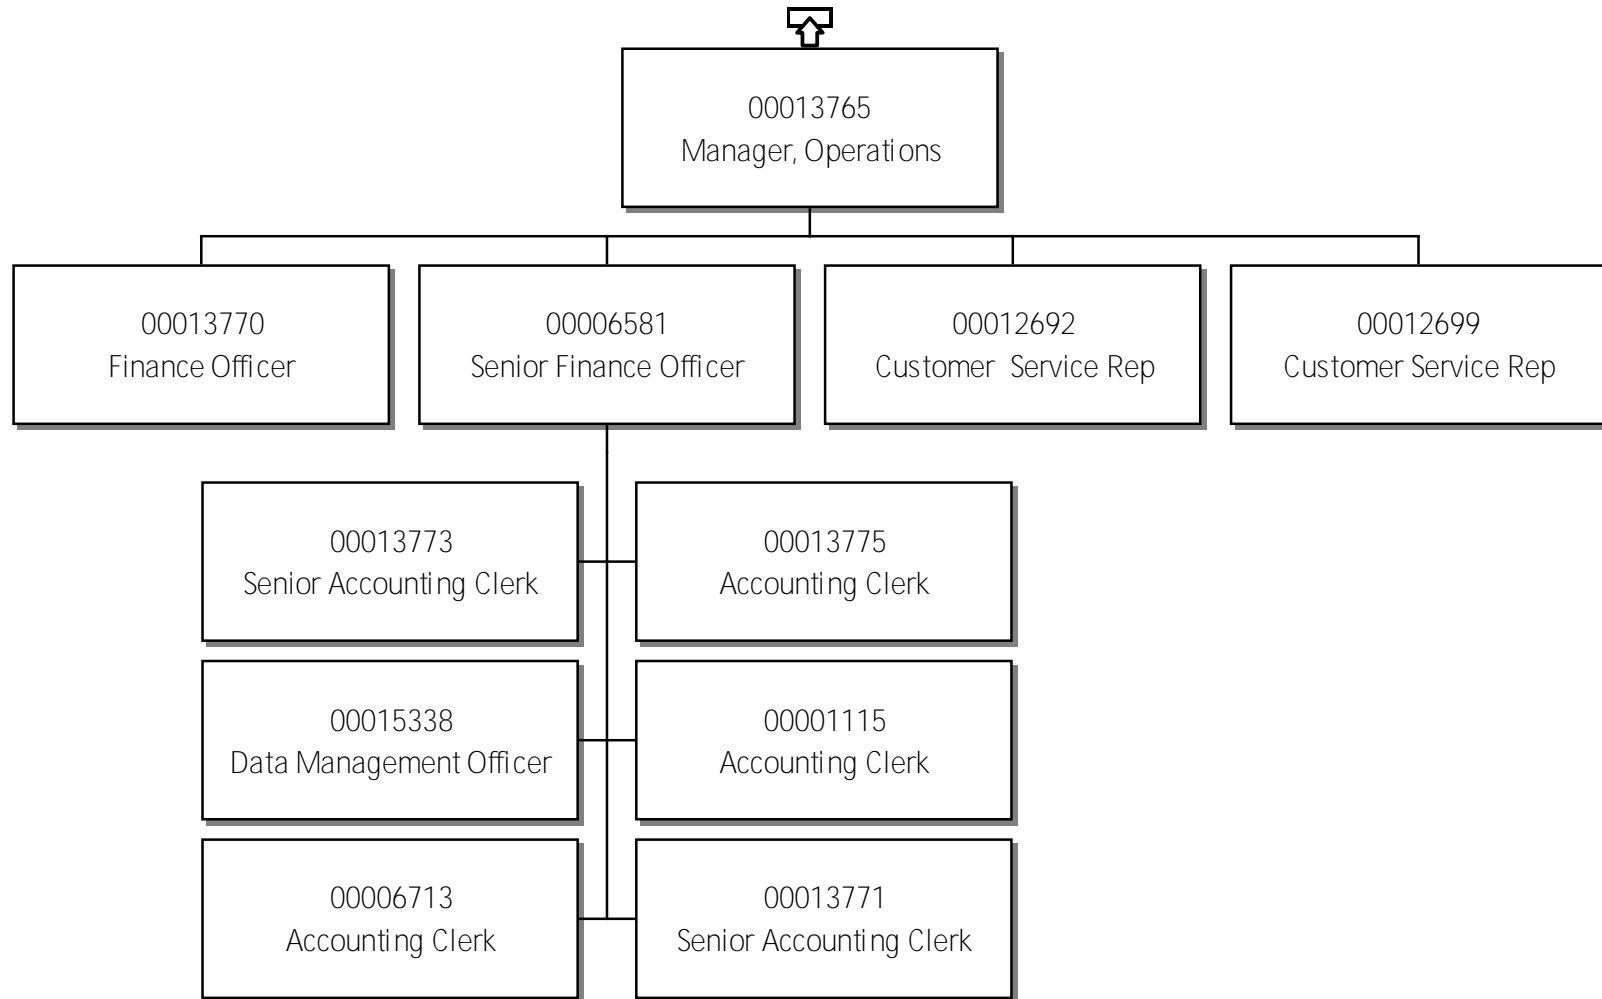 00013765
Manager, Operations
00013770
Finance Officer
00006581
Senior Finance Officer
00012692
Customer  Service Rep
00012699
Customer Service Rep
00013773
Senior Accounting Clerk
00013775
Accounting Clerk
00015338
Data Management Officer
00001115
Accounting Clerk
00006713
Accounting Clerk
00013771
Senior Accounting Clerk